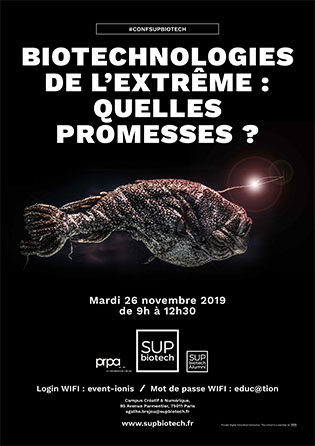 #CONFSUPBIOTECH
BIOTECHNOLOGIES
DE L'EXTRÊME :
QUELLES
PROMESSES ?
Mardi 26 novembre 2019
de 9h à 12h30
prpa
SUP
biotech
SUP
biotech
Alumni
Login WIFI : event-ionis / Mot de passe WIFI : educ@tion
Campus Créatif & Numérique,
95 Avenue Parmentier, 75011 Paris
www.supbiotech.fr